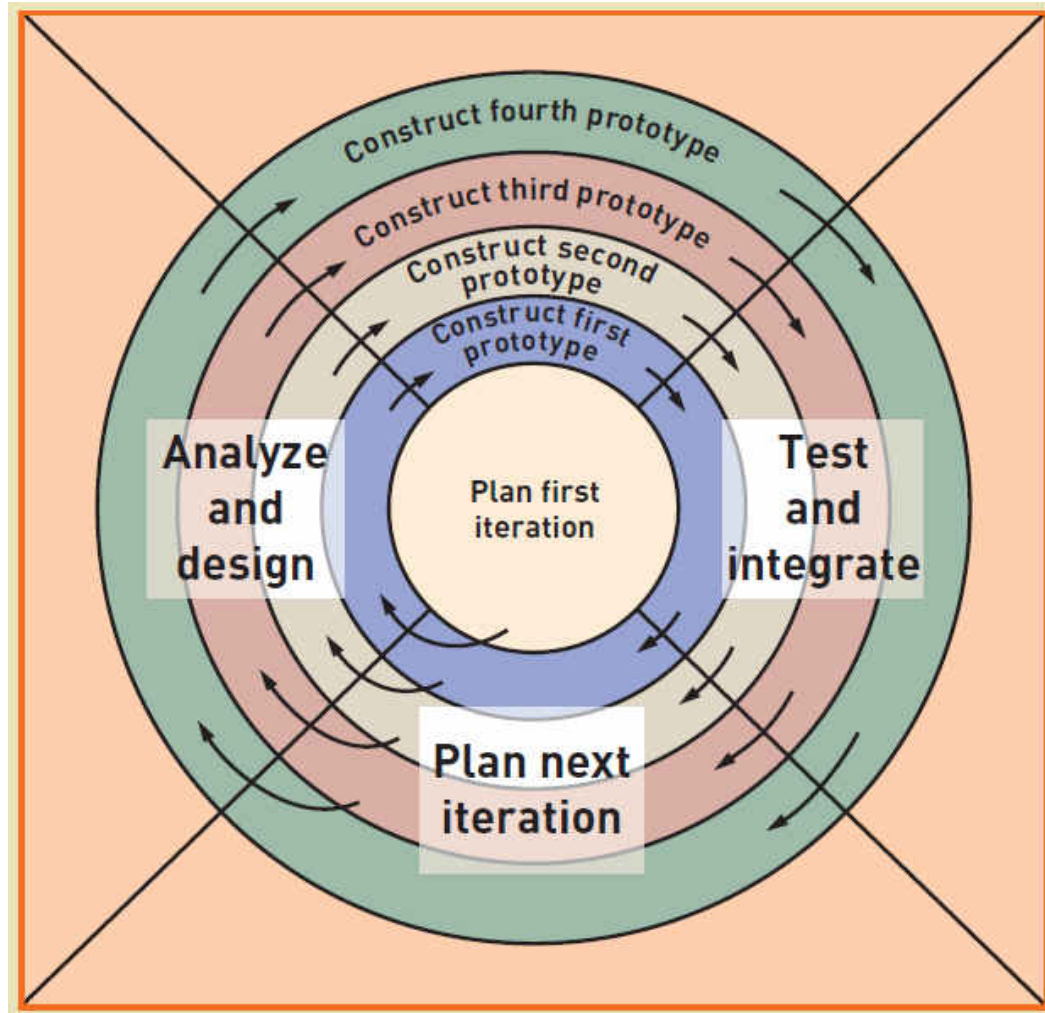 Construct fourth prototype
Construct third prototype
Construct second
prototype
Construct first
prototype
Plan first
iteration
Analyze
and
design
Test
and
integrate
Plan next
iteration